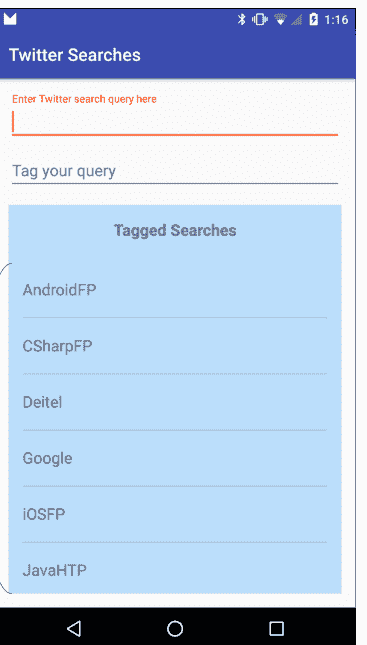 1:16
Twitter Searches
Enter Twitter search query here
Tag your query
Tagged Searches
AndroidFP
CSharpFP
Deitel
Google
iOSFP
JavaHTP